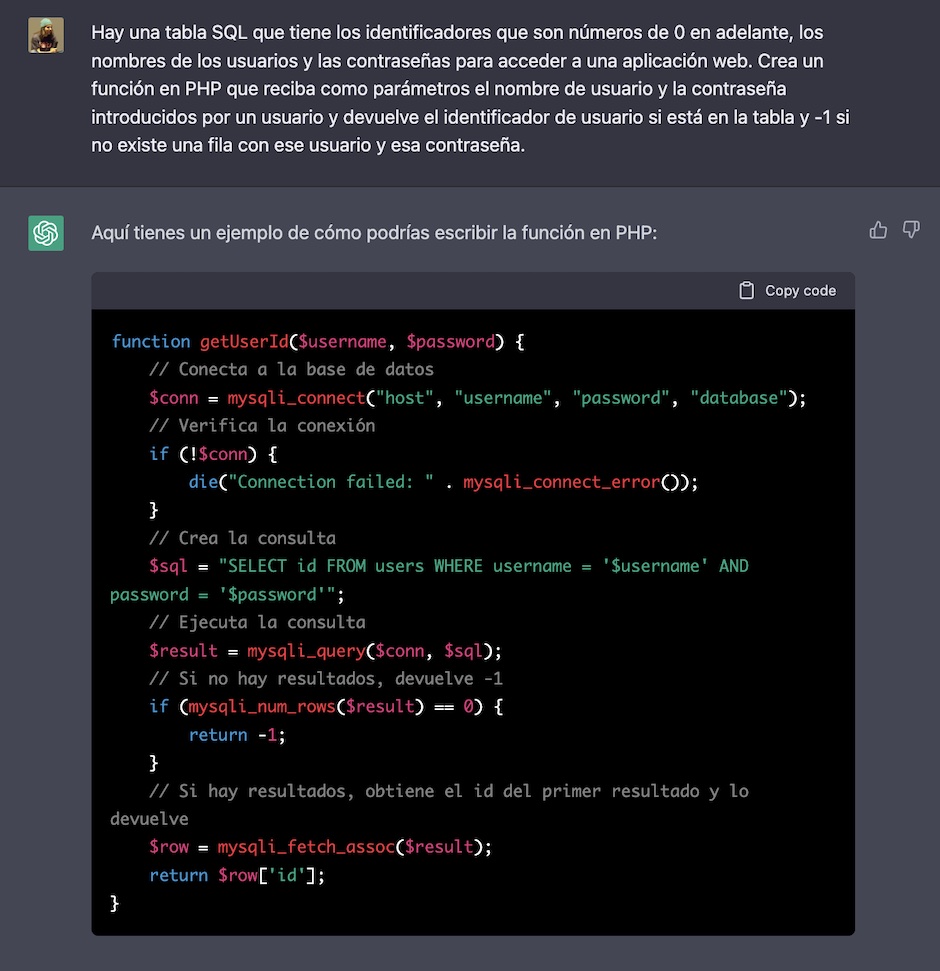 Hay una tabla SQL que tiene los identificadores que son números de 0 en adelante, los
nombres de los usuarios y las contraseñas para acceder a una aplicación web. Crea un
función en PHP que reciba como parámetros el nombre de usuario y la contraseña
introducidos por un usuario y devuelve el identificador de usuario si está en la tabla y -1 si
no existe una fila con ese usuario y esa contraseña.
Aquí tienes un ejemplo de cómo podrías escribir la función en PHP:
Copy code
function getUserId($username, $password) {
    // Conecta a la base de datos
    $conn = mysqli_connect("host", "username", "password", "database");
    // Verifica la conexión
    if (!$conn) {
        die("Connection failed: " . mysqli_connect_error());
    }
    // Crea la consulta
    $sql = "SELECT id FROM users WHERE username = '$username' AND
password = '$password'";
    // Ejecuta la consulta
    $result = mysqli_query($conn, $sql);
    // Si no hay resultados, devuelve -1
    if (mysqli_num_rows($result) == 0) {
        return -1;
    }
    // Si hay resultados, obtiene el id del primer resultado y lo
devuelve
    $row = mysqli_fetch_assoc($result);
    return $row['id'];
}